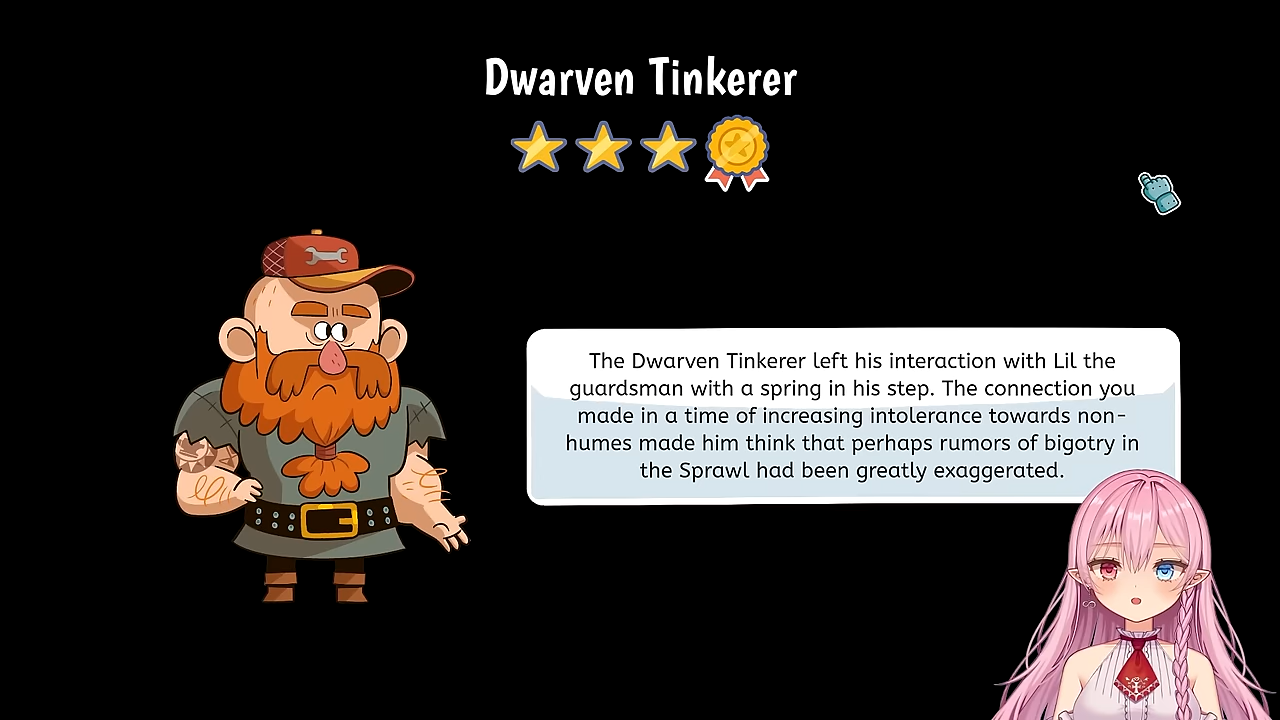 Dwarven Tinkerer
The Dwarven Tinkerer left his interaction with Lil the
guardsman with a spring in his step. The connection you
made in a time of increasing intolerance towards non-
humes made him think that perhaps rumors of bigotry in
the Sprawl had been greatly exaggerated.